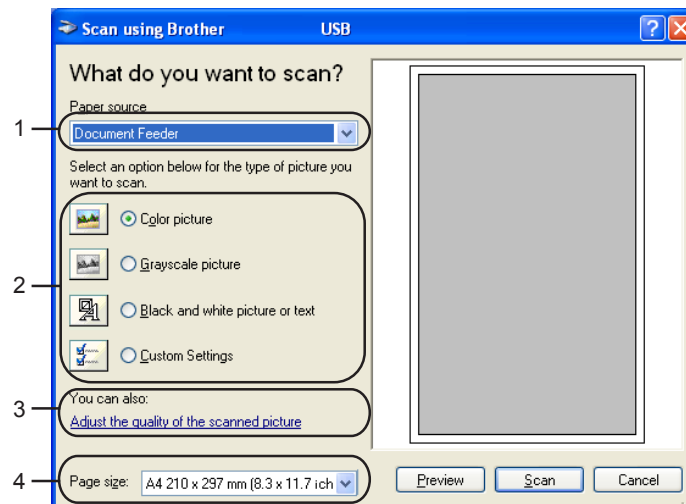 Scan using Brother USB
What do you want to scan?
Paper source
1
Document Feeder
Select an option below for the type of picture you
want to scan.
2
Color picture
Grayscale picture
Black and white picture or text
Custom Settings
3
You can also:
Adjust the quality of the scanned picture
4
Page size: A4 210 x 297 mm (8.3 x 11.7 ich
Preview Scan Cancel